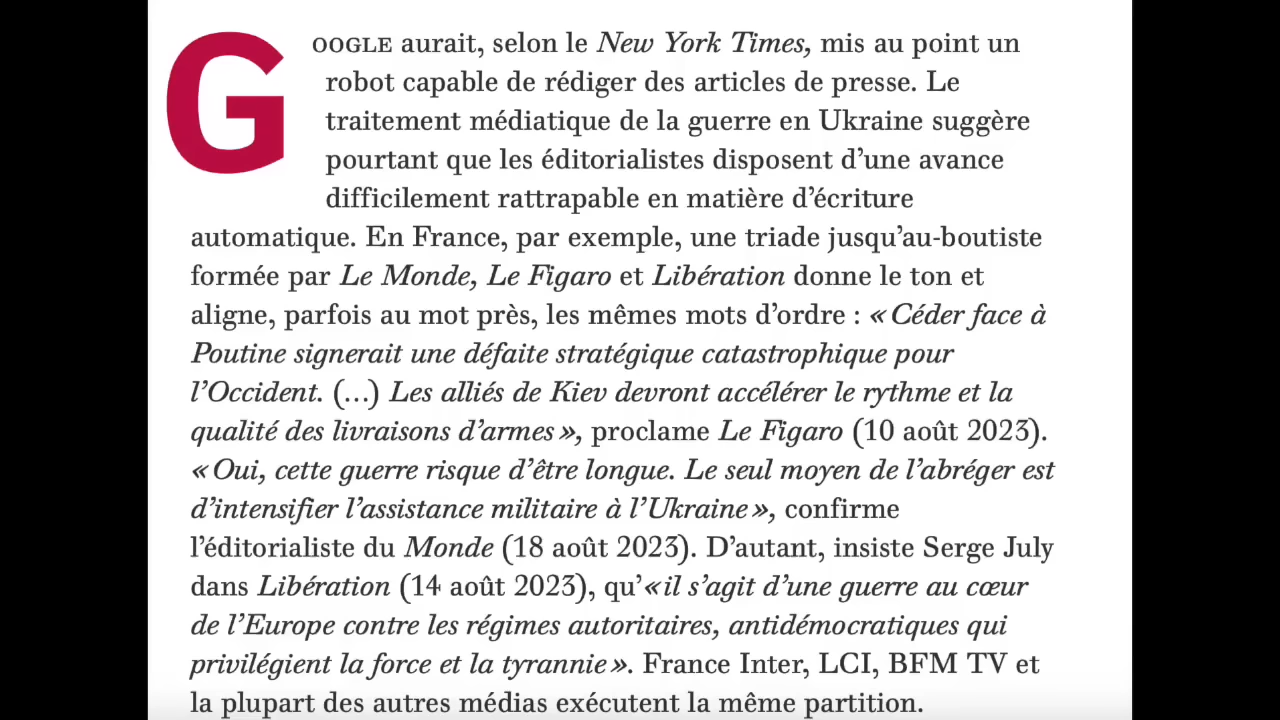 GOOGLE aurait, selon le New York Times, mis au point un
robot capable de rédiger des articles de presse. Le
traitement médiatique de la guerre en Ukraine suggère
pourtant que les éditorialistes disposent d’une avance
difficilement rattrapable en matière d’écriture
automatique. En France, par exemple, une triade jusqu’au-boutiste
formée par Le Monde, Le Figaro et Libération donne le ton et
aligne, parfois au mot près, les mêmes mots d’ordre : « Céder face à
Poutine signerait une défaite stratégique catastrophique pour
l’Occident. (…) Les alliés de Kiev devront accélérer le rythme et la
qualité des livraisons d’armes », proclame Le Figaro (10 août 2023).
« Oui, cette guerre risque d’être longue. Le seul moyen de l’abréger est
d’intensifier l’assistance militaire à l’Ukraine », confirme
l’éditorialiste du Monde (18 août 2023). D’autant, insiste Serge July
dans Libération (14 août 2023), qu’« il s’agit d’une guerre au cœur
de l’Europe contre les régimes autoritaires, antidémocratiques qui
privilégient la force et la tyrannie ». France Inter, LCI, BFM TV et
la plupart des autres médias exécutent la même partition.